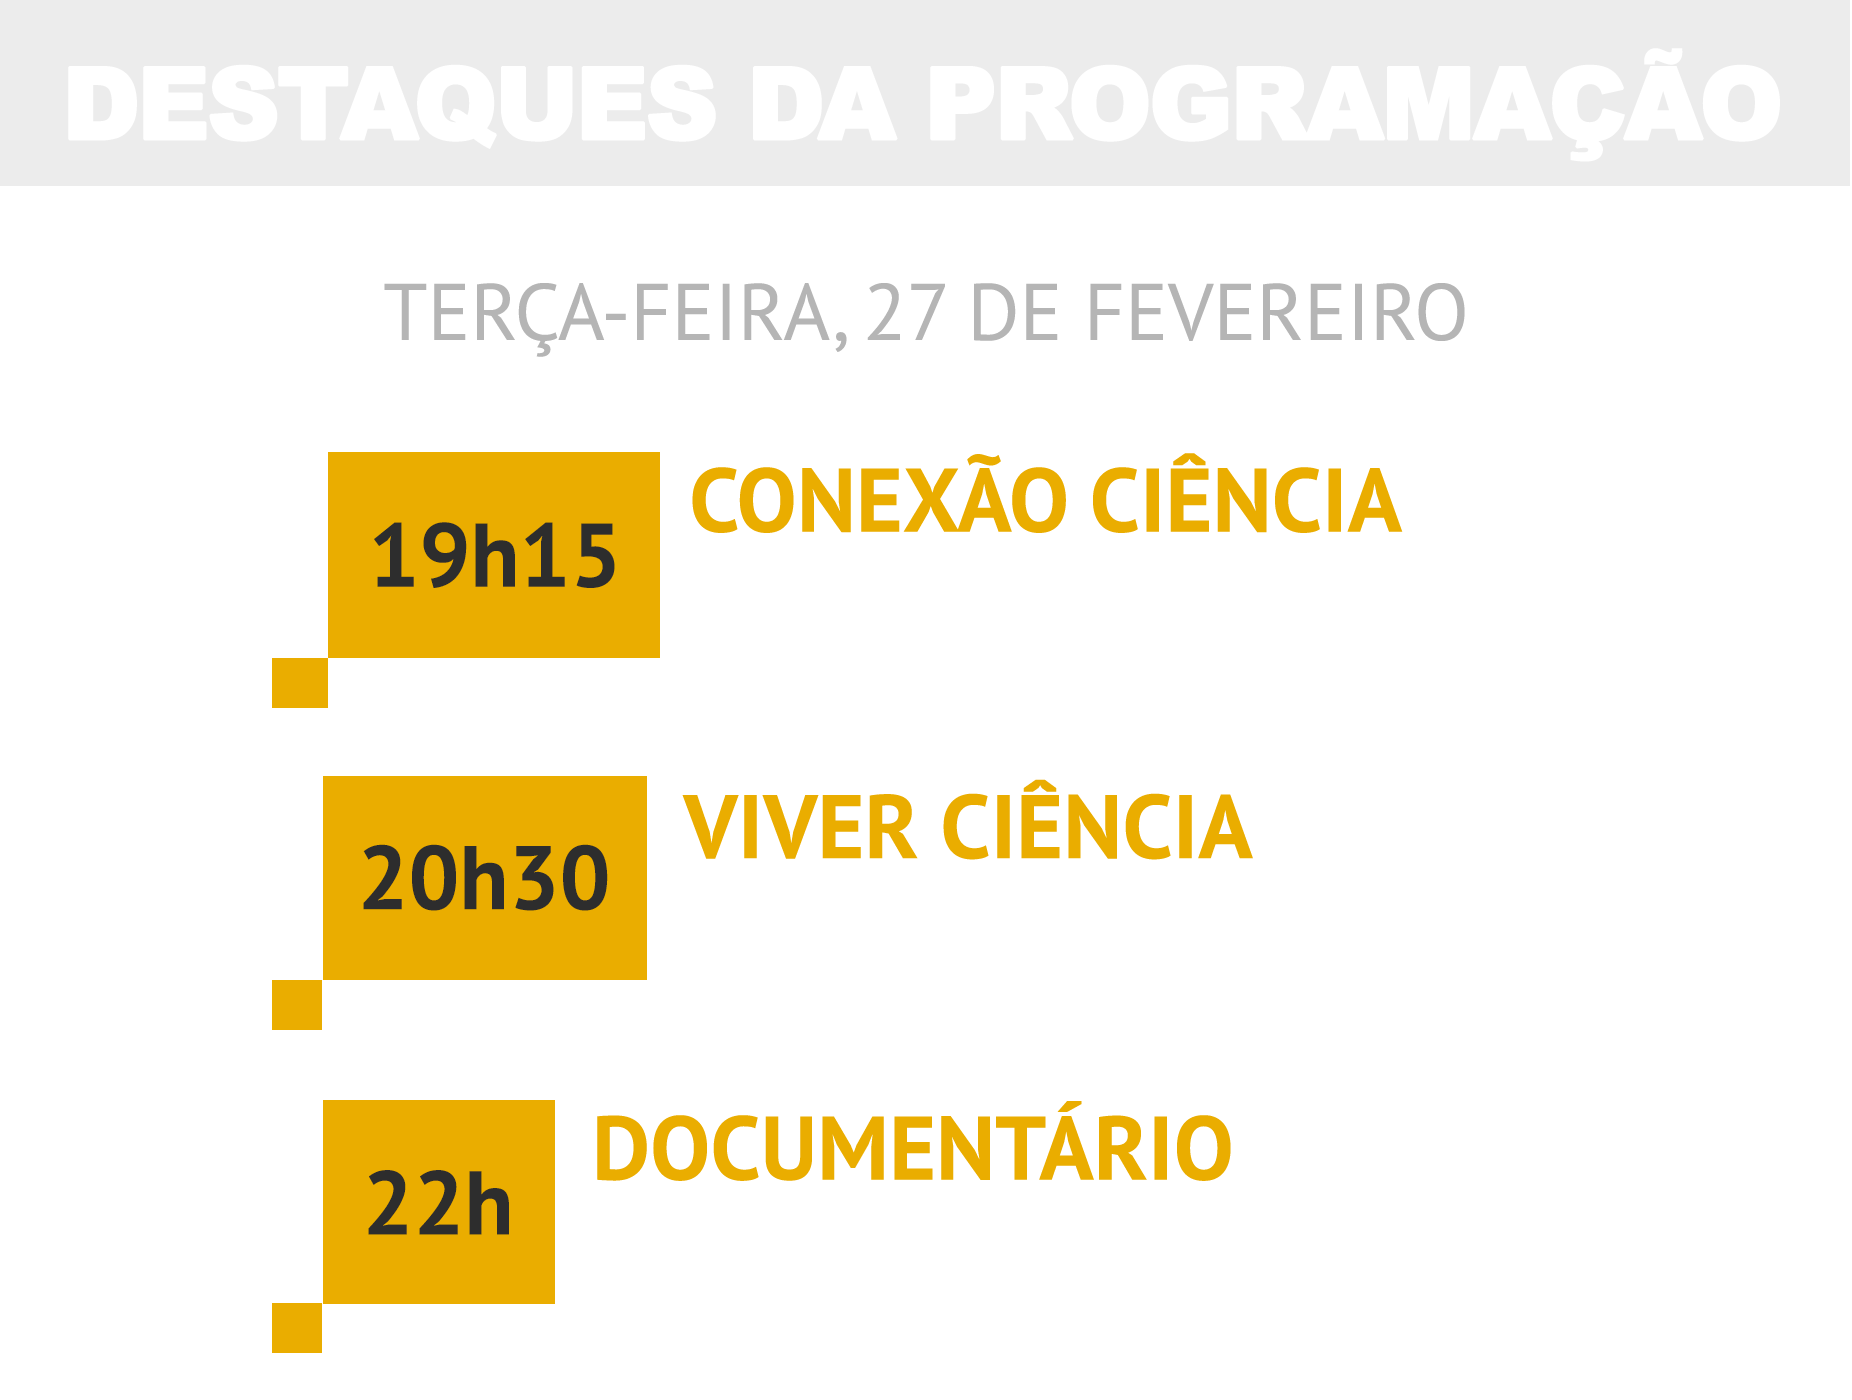 DESTAQUES DA PROGRAMAÇÃO
TERÇA-FEIRA, 27 DE FEVEREIRO
19h15
CONEXÃO CIÊNCIA
20h30
VIVER CIÊNCIA
22h
DOCUMENTÁRIO